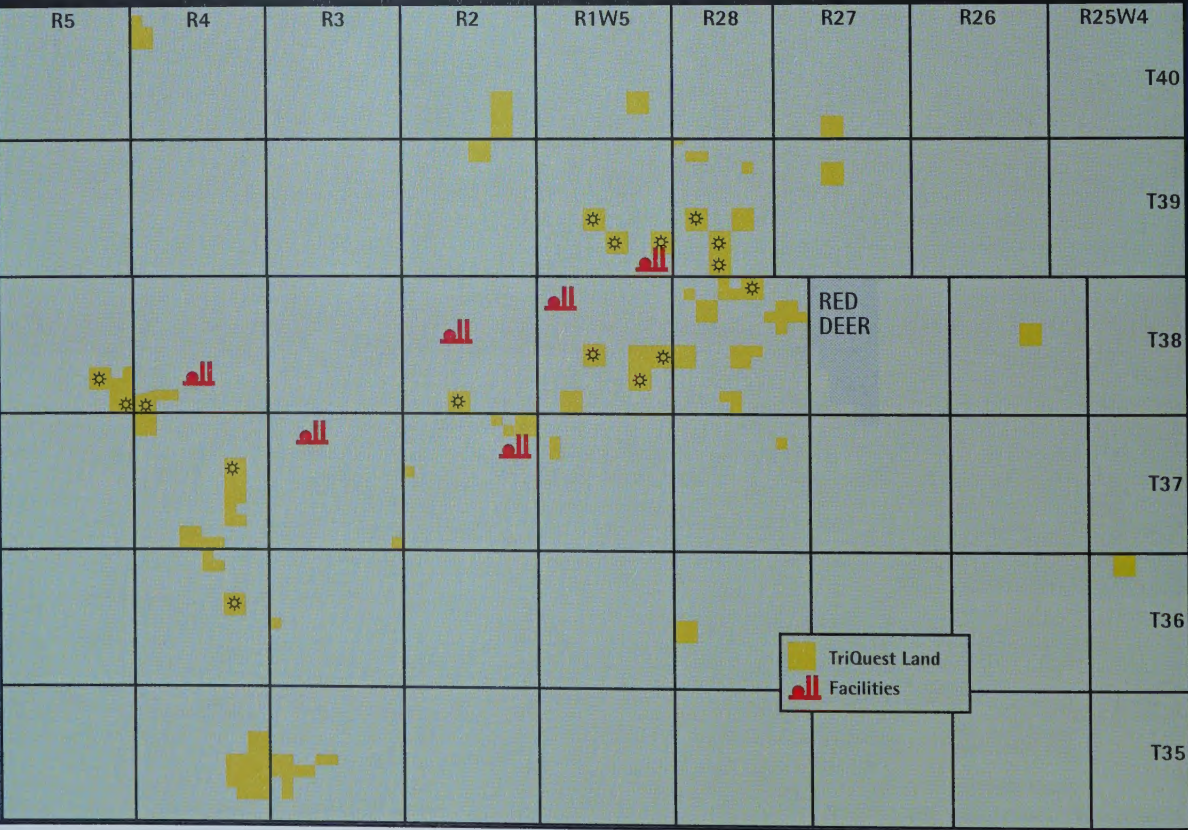 R5 R4 R3 R2 R1W5 R28 R27 R26 R25W4
T40
T39
RED
DEER
T38
T37
T36
TriQuest Land
Facilities
T35